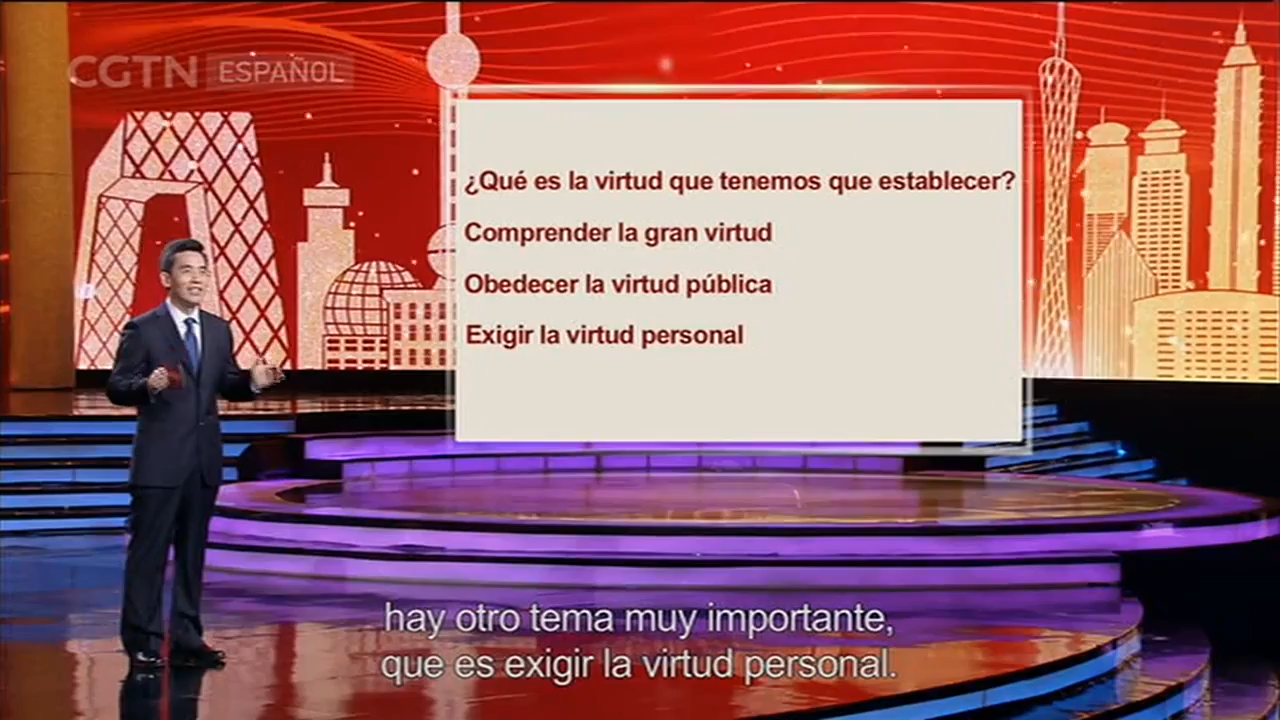 CGTN ESPAÑOL
¿Qué es la virtud que tenemos que establecer?
Comprender la gran virtud
Obedecer la virtud pública
Exigir la virtud personal
hay otro tema muy importante,
que es exigir la virtud personal.